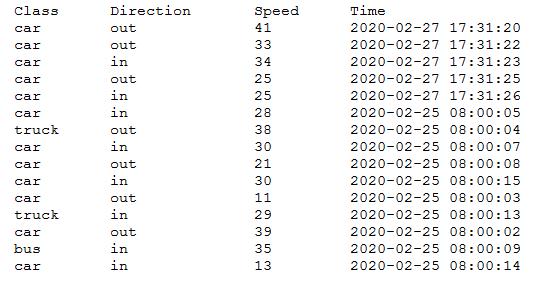 Class Direction Speed Time
car out 41 2020-02-27 17:31:20
car out 33 2020-02-27 17:31:22
car in 34 2020-02-27 17:31:23
car out 25 2020-02-27 17:31:25
car in 25 2020-02-27 17:31:26
car in 28 2020-02-25 08:00:05
truck out 38 2020-02-25 08:00:04
car in 30 2020-02-25 08:00:07
car out 21 2020-02-25 08:00:08
car in 30 2020-02-25 08:00:15
car out 11 2020-02-25 08:00:03
truck in 29 2020-02-25 08:00:13
car out 39 2020-02-25 08:00:02
bus in 35 2020-02-25 08:00:09
car in 13 2020-02-25 08:00:14